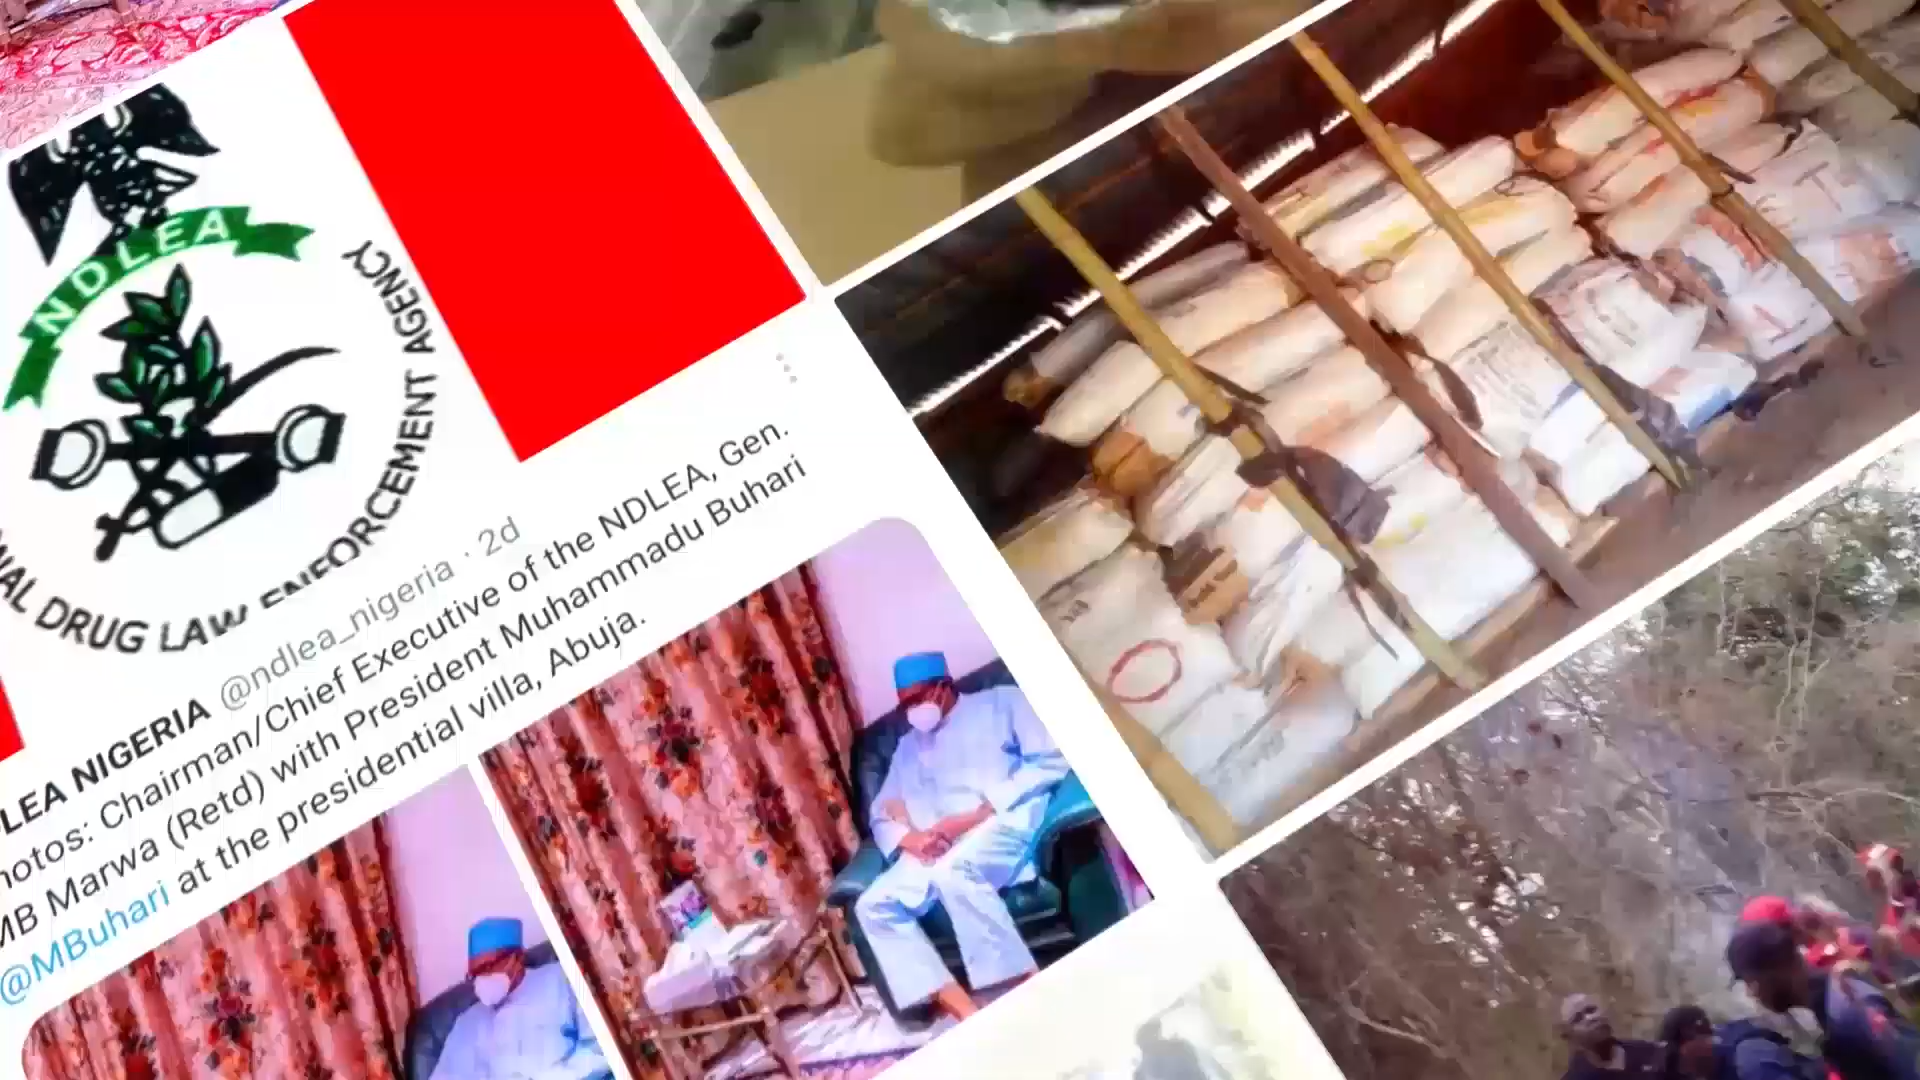 NDLEA
DRUG LAW ENFORCEMENT AGENCY
NIGERIA @ndlea_nigeria · 2d
Chairman/Chief Executive of the NDLEA, Gen.
MB Marwa (Retd) with President Muhammadu Buhari
@MBuhari at the presidential villa, Abuja.